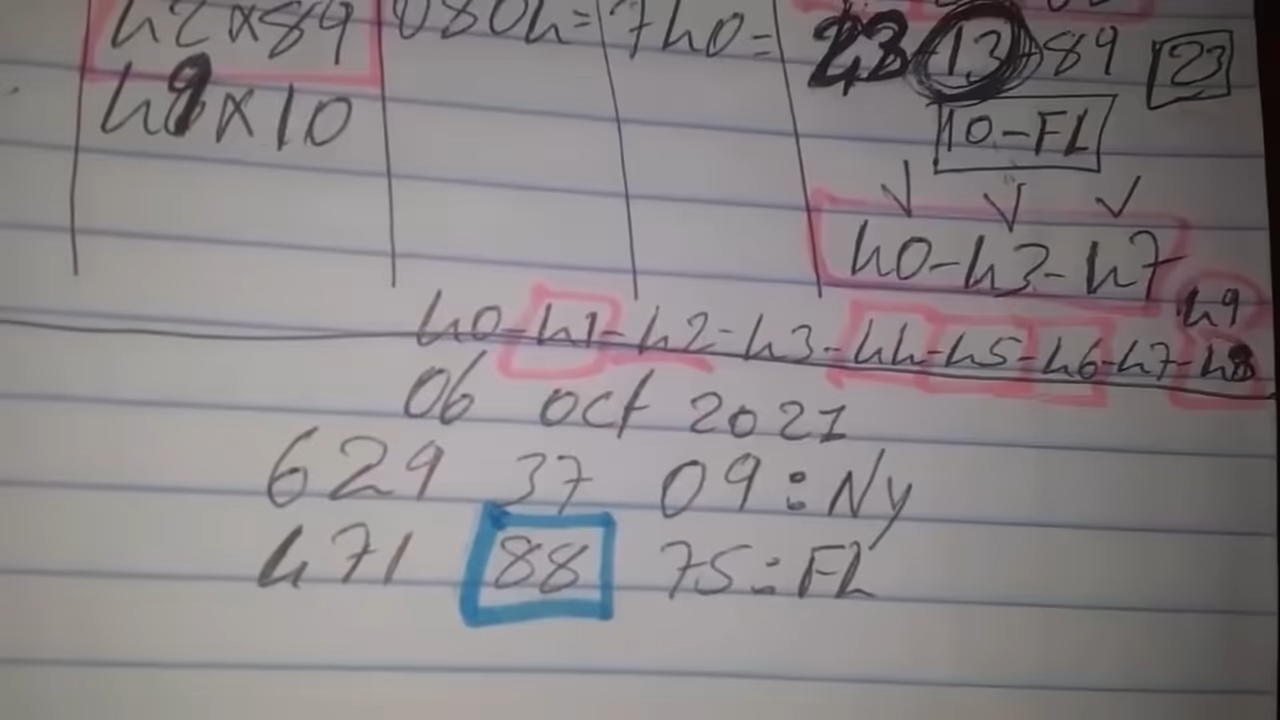 42x89 | 0804= | 740= | 23-13-89 23
49x10
10-FL
40-43-47
49
40-41-42-43-44-45-46-47-48
06 oct 2021
629 37 09:Ny
471 88 75:FL